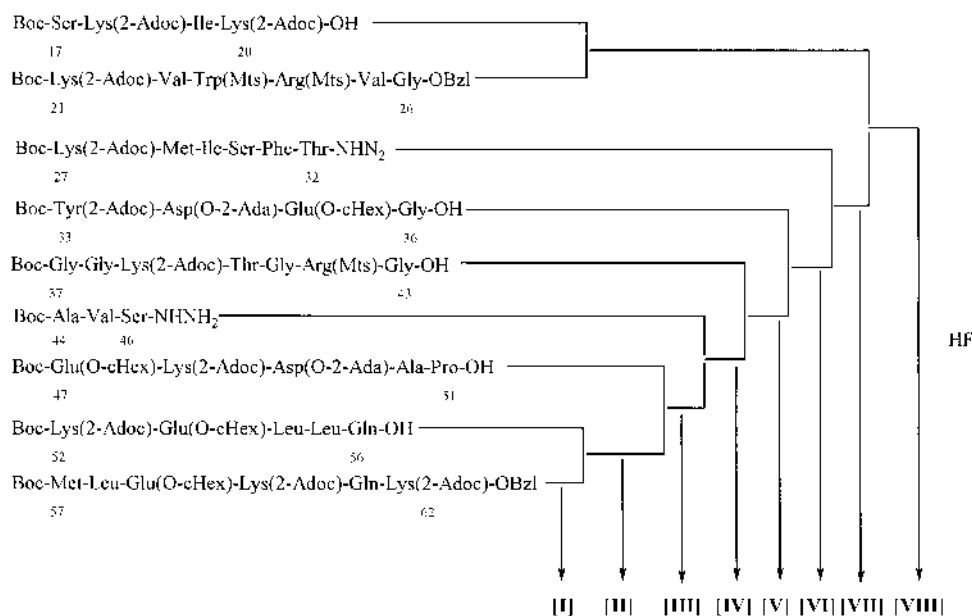 Boc-Ser-Lys(2-Adoc)-Ile-Lys(2-Adoc)-OH
17 20
Boc-Lys(2-Adoc)-Val-Trp(Mts)-Arg(Mts)-Val-Gly-OBzl
21 26
Boc-Lys(2-Adoc)-Met-Ile-Ser-Phe-Thr-NHN2
27 32
Boc-Tyr(2-Adoc)-Asp(O-2-Ada)-Glu(O-cHex)-Gly-OH
33 36
Boc-Gly-Gly-Lys(2-Adoc)-Thr-Gly-Arg(Mts)-Gly-OH
37 43
Boc-Ala-Val-Ser-NHNH2
44 46
HF
Boc-Glu(O-cHex)-Lys(2-Adoc)-Asp(O-2-Ada)-Ala-Pro-OH
47 51
Boc-Lys(2-Adoc)-Glu(O-cHex)-Leu-Leu-Gln-OH
52 56
Boc-Met-Leu-Glu(O-cHex)-Lys(2-Adoc)-Gln-Lys(2-Adoc)-OBzl
57 62
[I] [II] [III] [IV] [V] [VI] [VII] [VIII]